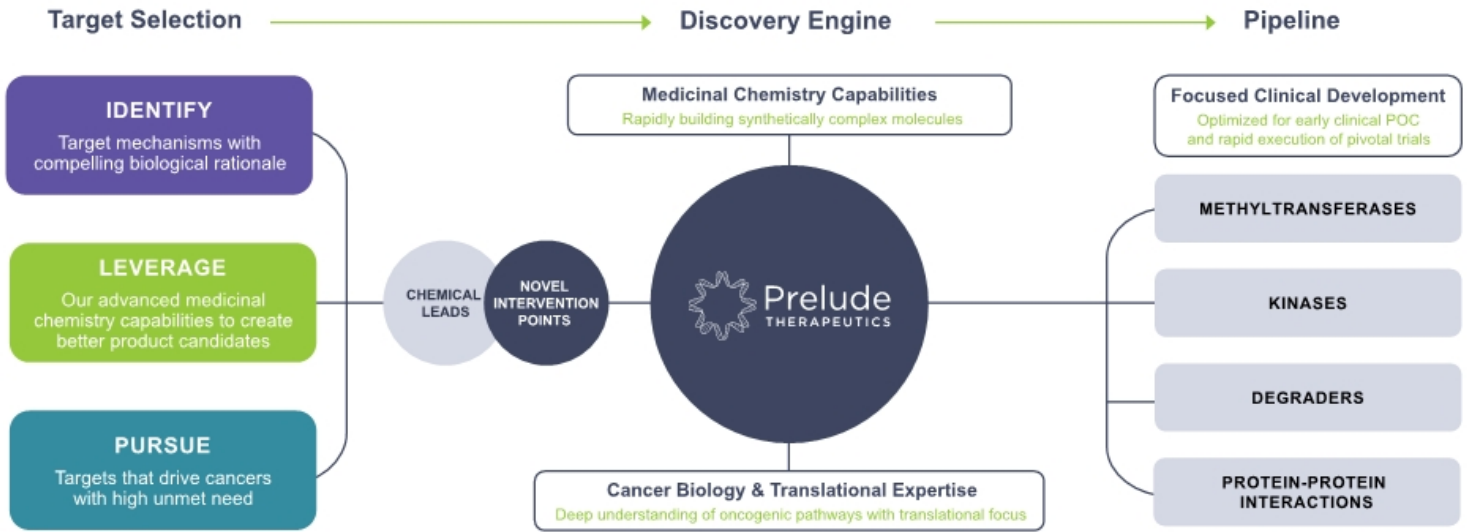 Target Selection
Discovery Engine
Pipeline
IDENTIFY
Target mechanisms with
compelling biological rationale
LEVERAGE
Our advanced medicinal
chemistry capabilities to create
better product candidates
PURSUE
Targets that drive cancers
with high unmet need
CHEMICAL
LEADS
NOVEL
INTERVENTION
POINTS
Medicinal Chemistry Capabilities
Rapidly building synthetically complex molecules
Prelude
THERAPEUTICS
Cancer Biology & Translational Expertise
Deep understanding of oncogenic pathways with translational focus
Focused Clinical Development
Optimized for early clinical POC
and rapid execution of pivotal trials
METHYLTRANSFERASES
KINASES
DEGRADERS
PROTEIN-PROTEIN
INTERACTIONS